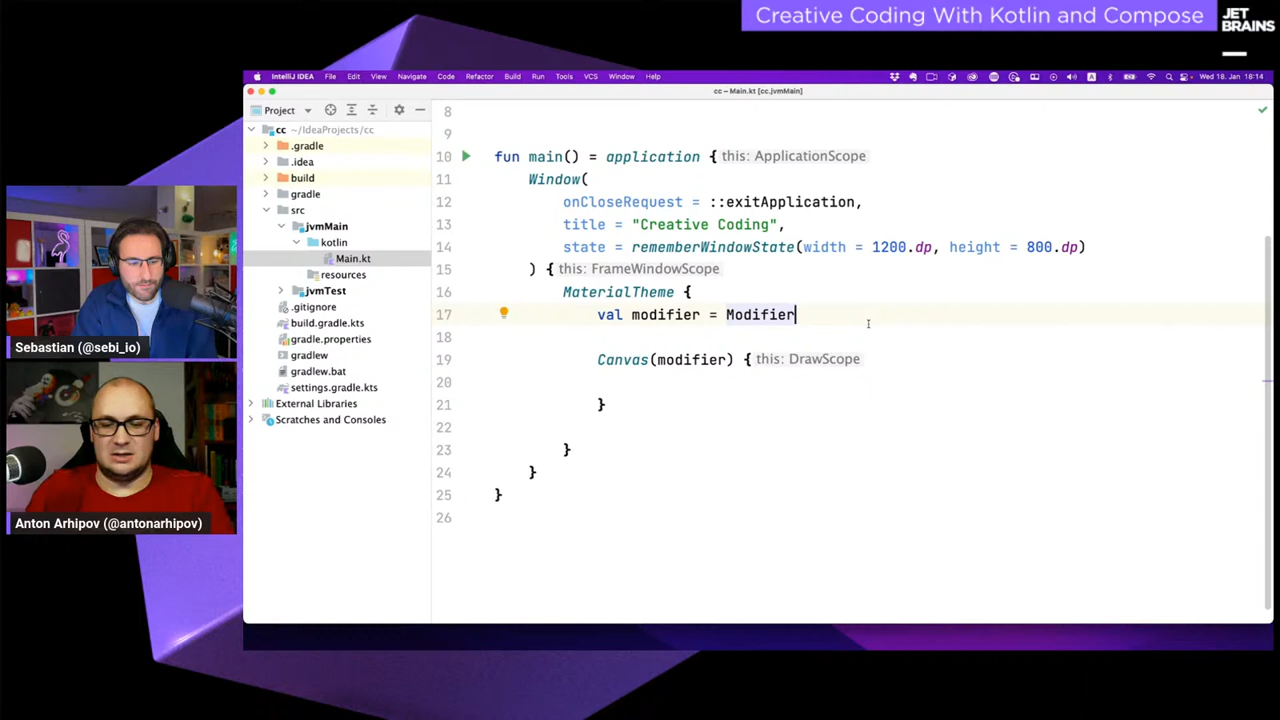 Creative Coding With Kotlin and Compose
JET
BRAINS
IntelliJ IDEA File Edit View Navigate Code Refactor Build Run Tools VCS Window Help
A
Wed 18. Jan 18:14
cc – Main.kt [cc.jvmMain]
Project
cc ~/IdeaProjects/cc
.gradle
.idea
build
gradle
src
jvmMain
kotlin
Main.kt
resources
jvmTest
.gitignore
build.gradle.kts
gradle.properties
gradlew
gradlew.bat
settings.gradle.kts
External Libraries
Scratches and Consoles
8
9
10 fun main() = application { this: ApplicationScope
11 Window(
12 onCloseRequest = ::exitApplication,
13 title = "Creative Coding",
14 state = rememberWindowState(width = 1200.dp, height = 800.dp)
15 ) { this: FrameWindowScope
16 MaterialTheme {
17 val modifier = Modifier
18
19 Canvas(modifier) { this: DrawScope
20
21 }
22
23 }
24 }
25 }
26
Sebastian (@sebi_io)
Anton Arhipov (@antonarhipov)